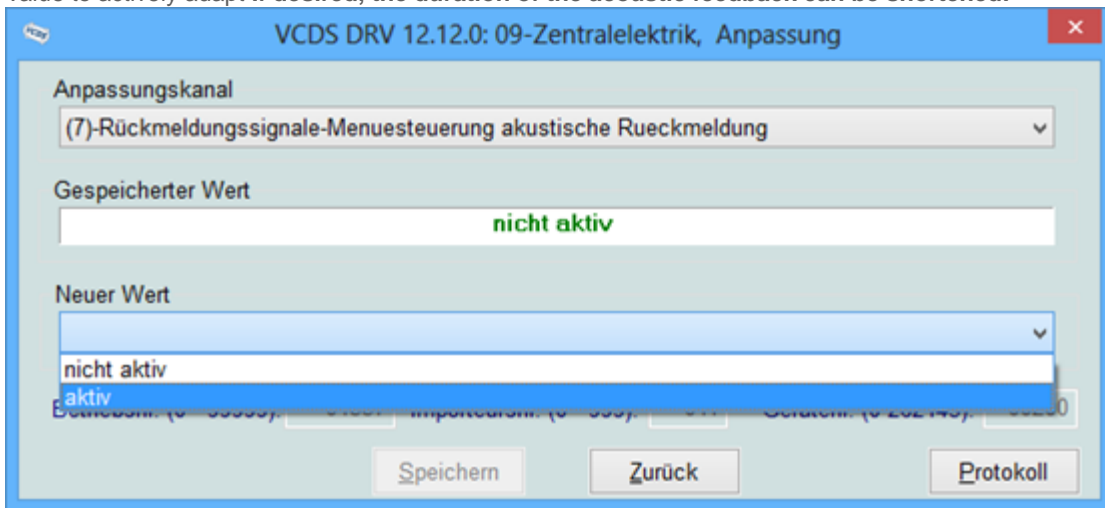 VCDS DRV 12.12.0: 09-Zentralelektrik, Anpassung
Anpassungskanal
(7)-Rückmeldungssignale-Menuesteuerung akustische Rueckmeldung
Gespeicherter Wert
nicht aktiv
Neuer Wert
nicht aktiv
aktiv
Speichern Zurück Protokoll